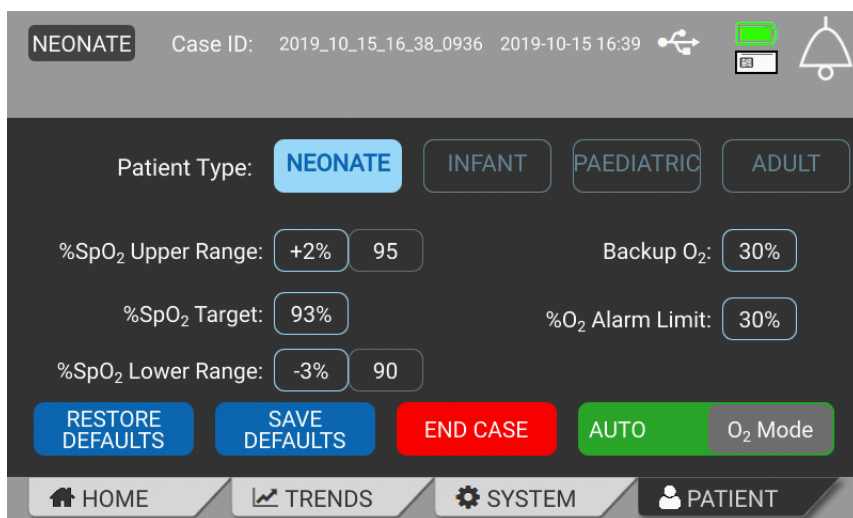 NEONATE Case ID: 2019_10_15_16_38_0936 2019-10-15 16:39
Patient Type: NEONATE INFANT PAEDIATRIC ADULT
%SpO₂ Upper Range: +2% 95 Backup O₂: 30%
%SpO₂ Target: 93% %O₂ Alarm Limit: 30%
%SpO₂ Lower Range: -3% 90
RESTORE DEFAULTS SAVE DEFAULTS END CASE AUTO O₂ Mode
HOME TRENDS SYSTEM PATIENT